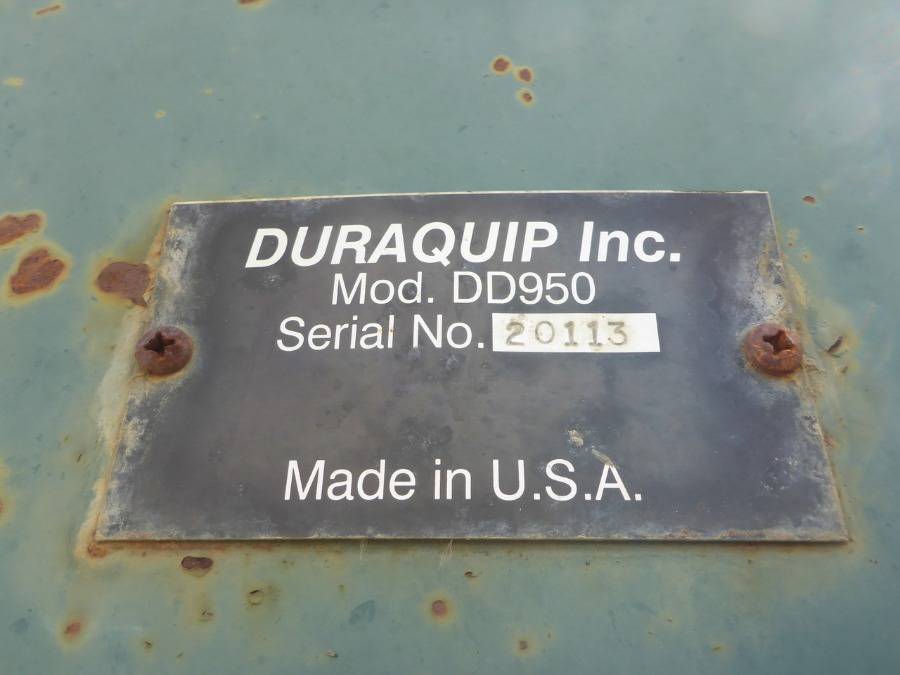 DURAQUIP Inc.
Mod. DD950
Serial No. 20113
Made in U.S.A.